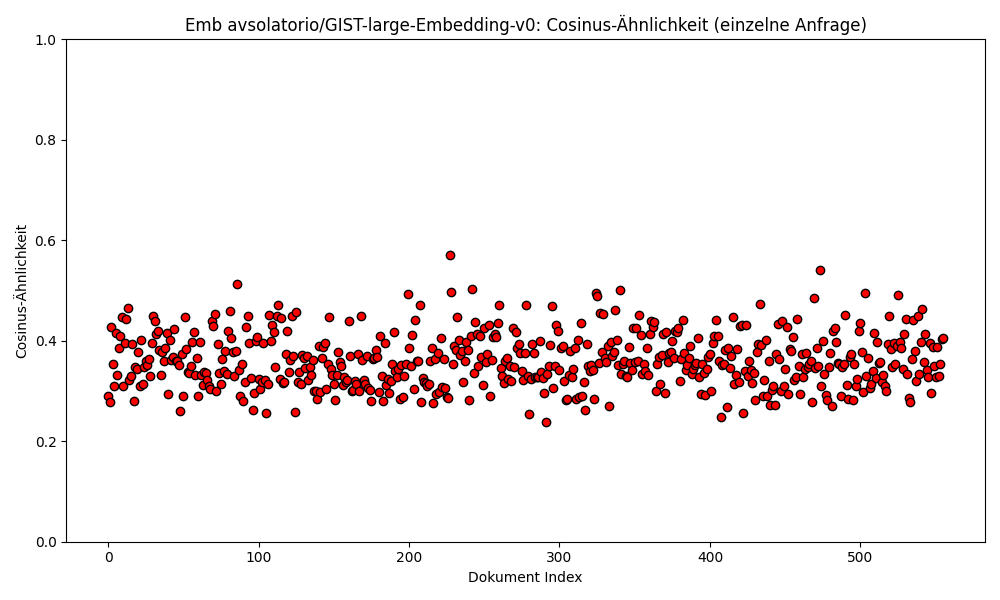 Emb avsolatorio/GIST-large-Embedding-v0: Cosinus-Ähnlichkeit (einzelne Anfrage)
1.0
0.8
0.6
0.4
0.2
0.0
Cosinus-Ähnlichkeit
0 100 200 300 400 500
Dokument Index